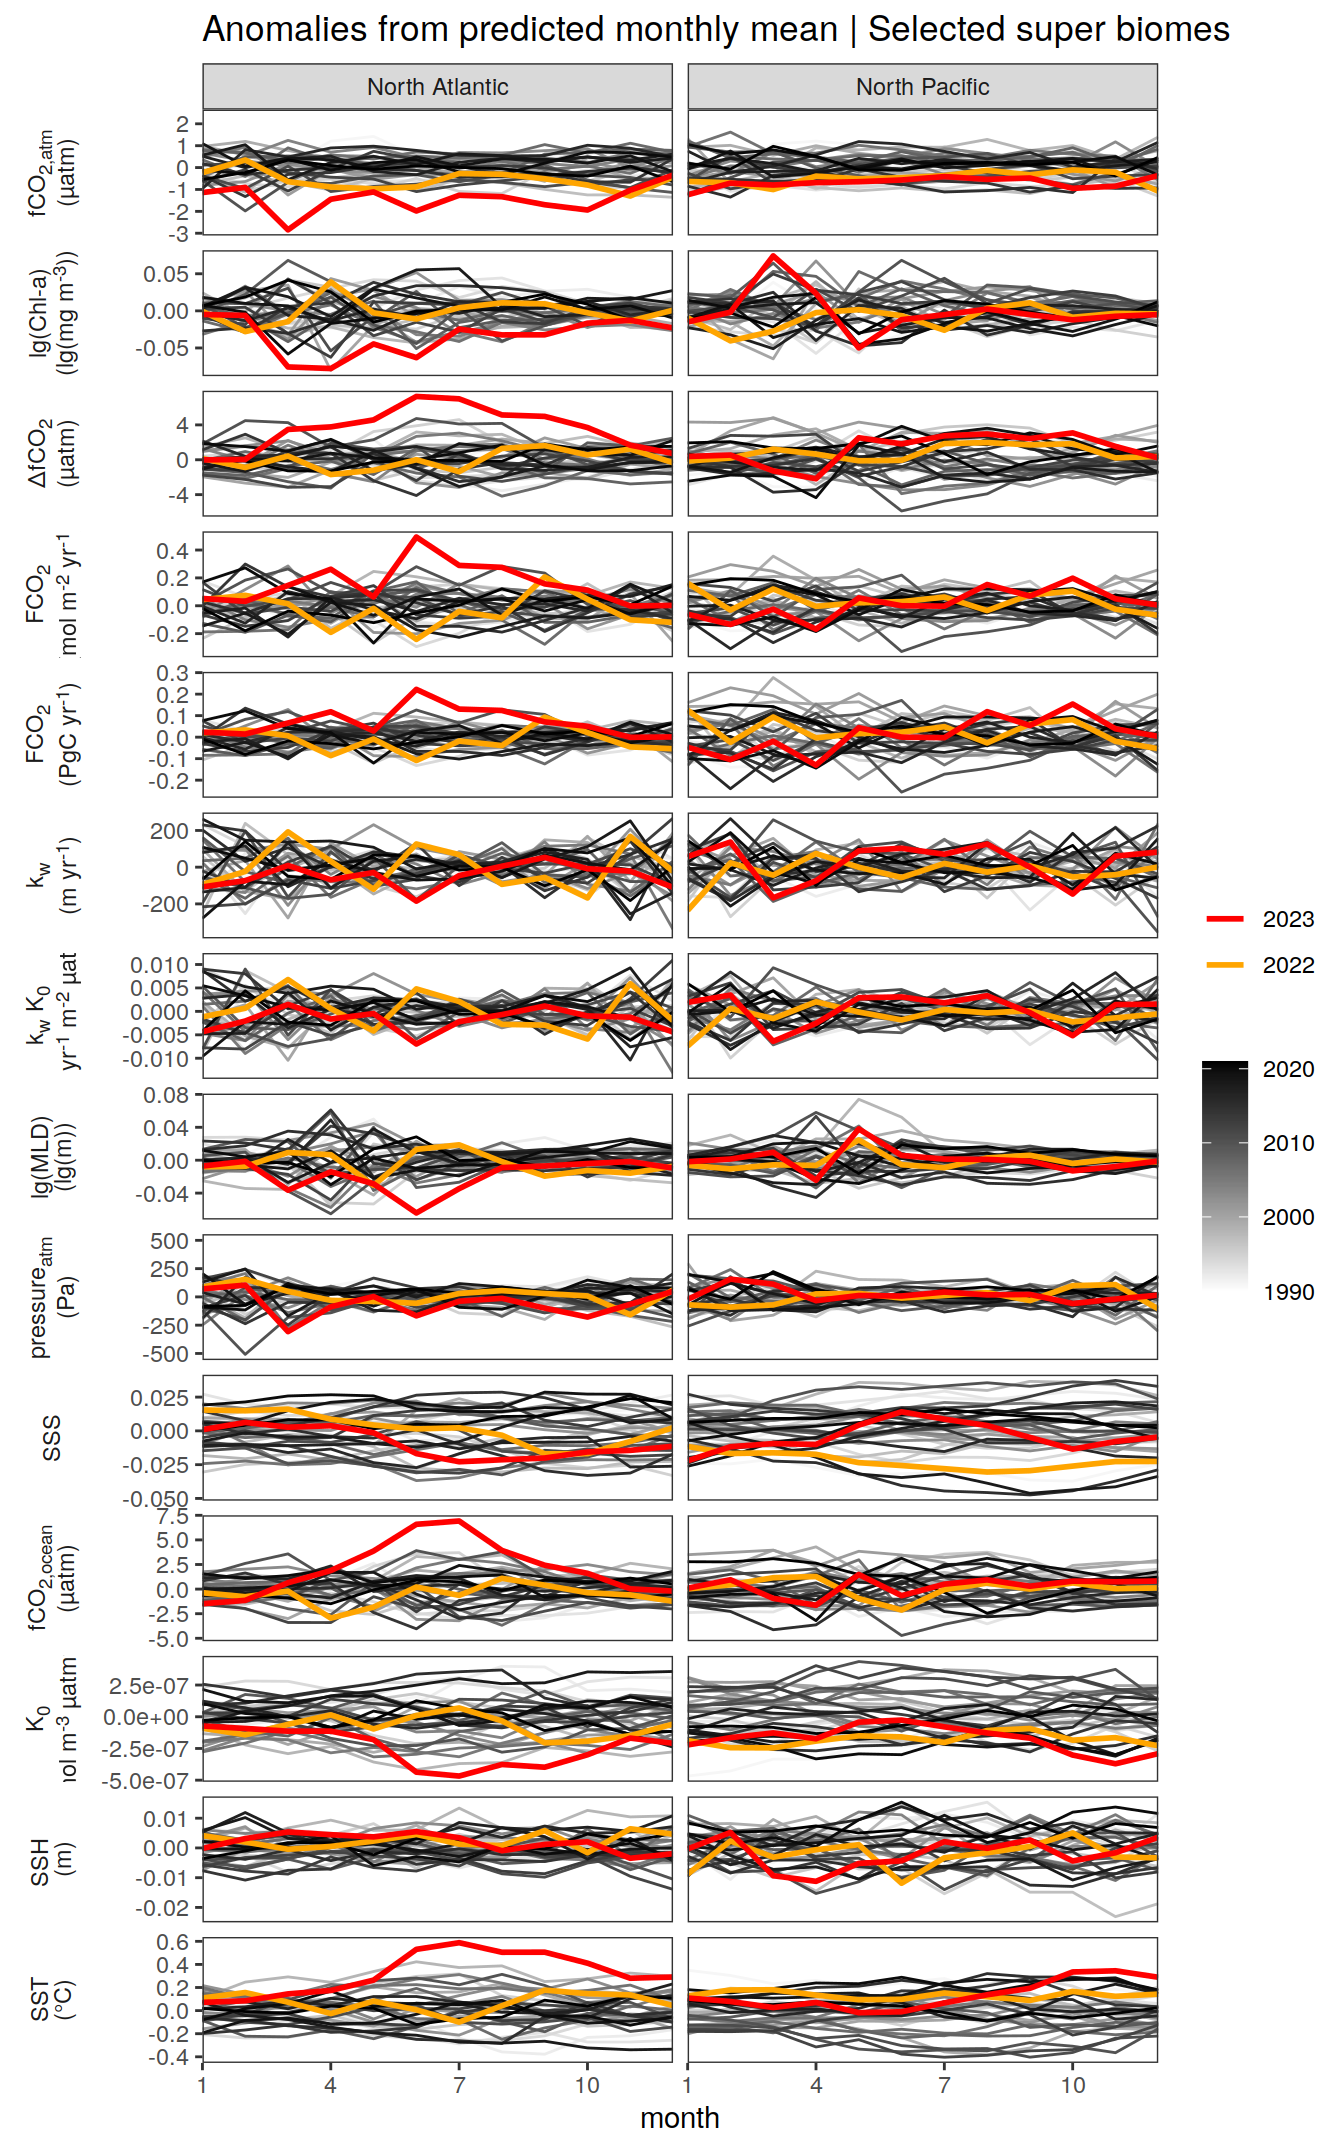 Anomalies from predicted monthly mean | Selected super biomes
North Atlantic
North Pacific
fCO2,atm
(µatm)
2
1
0
-1
-2
-3
lg(Chl-a)
(lg(mg m-3))
0.05
0.00
-0.05
ΔfCO2
(µatm)
4
0
-4
FCO2
mol m-2 yr-1
0.4
0.2
0.0
-0.2
FCO2
(PgC yr-1)
0.3
0.2
0.1
0.0
-0.1
-0.2
kw
(m yr-1)
200
0
-200
kw K0
yr-1 m-2 µat
0.010
0.005
0.000
-0.005
-0.010
lg(MLD)
(lg(m))
0.08
0.04
0.00
-0.04
pressureatm
(Pa)
500
250
0
-250
-500
SSS
0.025
0.000
-0.025
-0.050
fCO2,ocean
(µatm)
7.5
5.0
2.5
0.0
-2.5
-5.0
K0
nol m-3 µatm
2.5e-07
0.0e+00
-2.5e-07
-5.0e-07
SSH
(m)
0.01
0.00
-0.01
-0.02
SST
(°C)
0.6
0.4
0.2
0.0
-0.2
-0.4
1
4
7
10
1
4
7
10
month
2023
2022
2020
2010
2000
1990